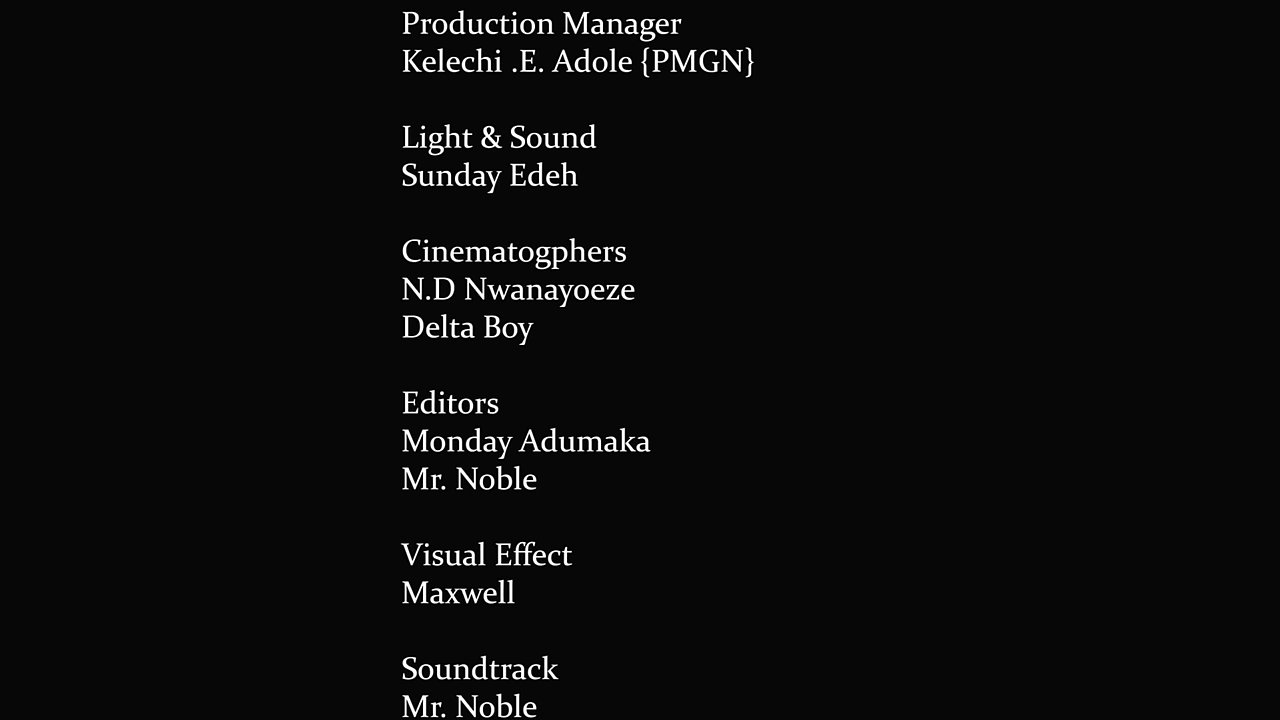 Production Manager
Kelechi .E. Adole {PMGN}
Light & Sound
Sunday Edeh
Cinematogphers
N.D Nwanayoeze
Delta Boy
Editors
Monday Adumaka
Mr. Noble
Visual Effect
Maxwell
Soundtrack
Mr. Noble